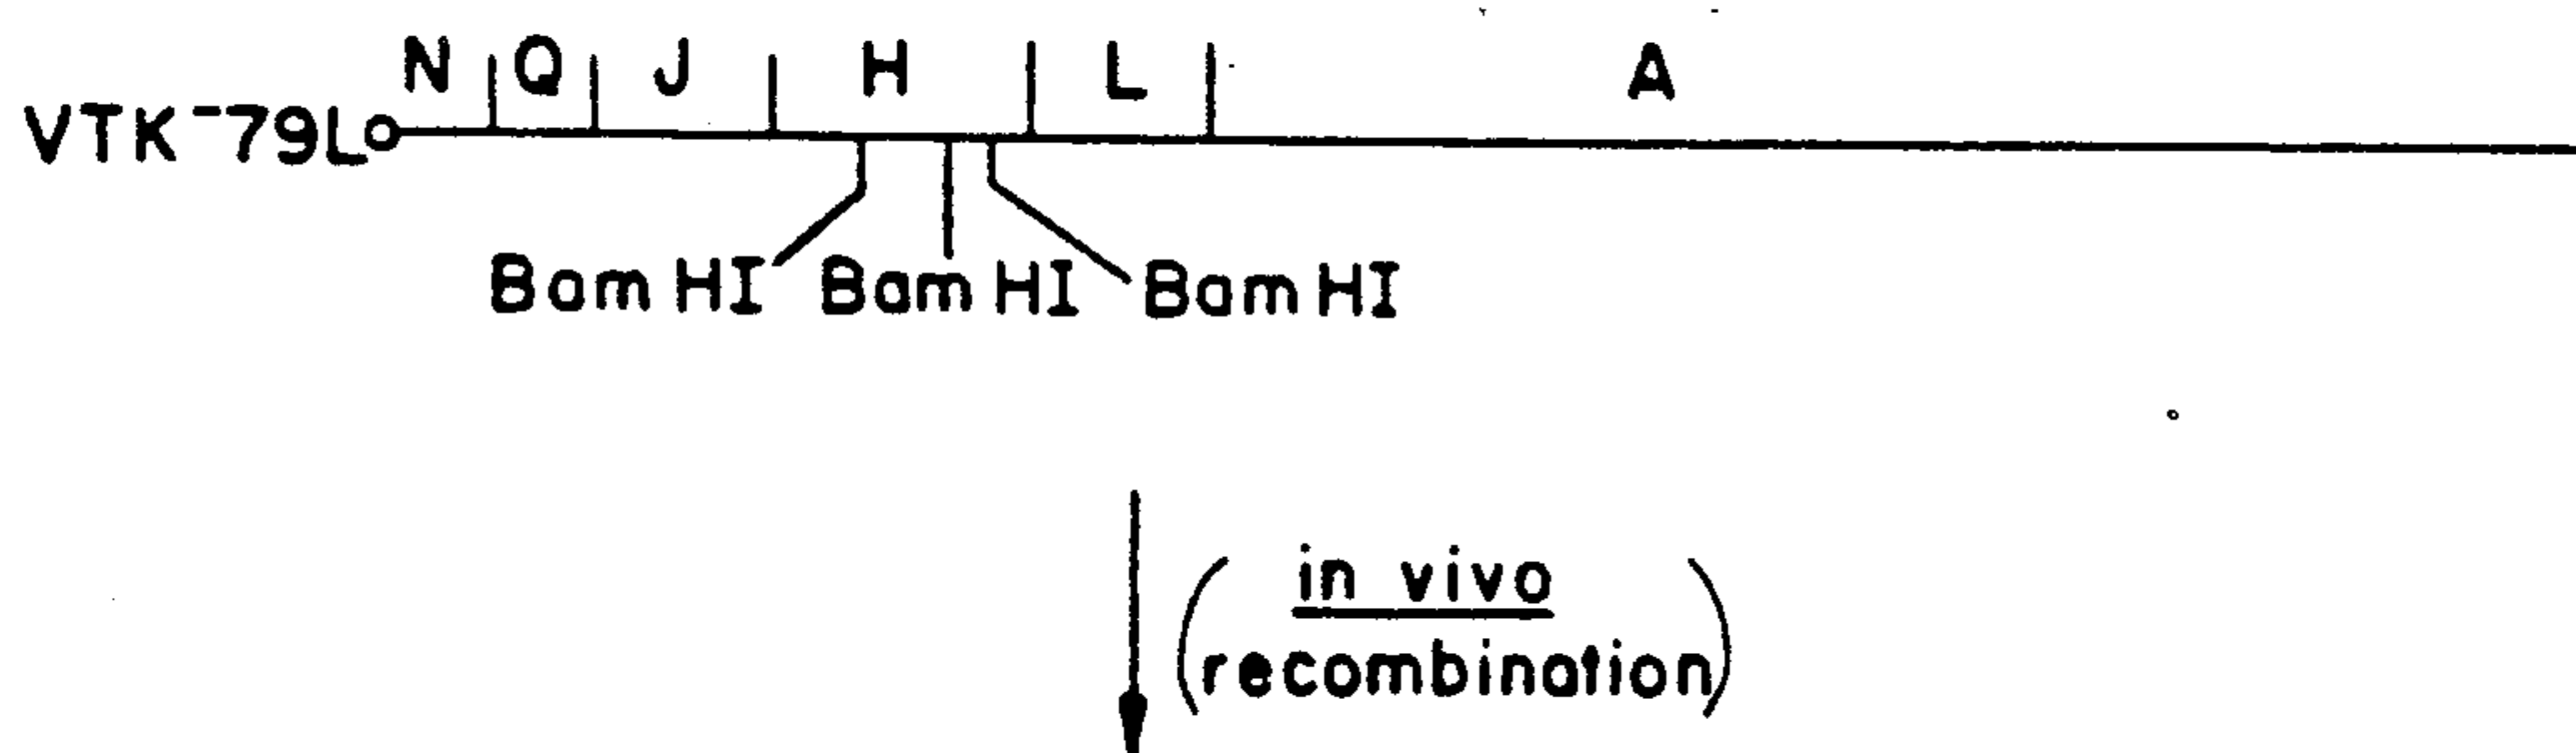 N Q J H L A
VTK⁻79L
Bam HI Bam HI Bam HI
in vivo
(recombination)